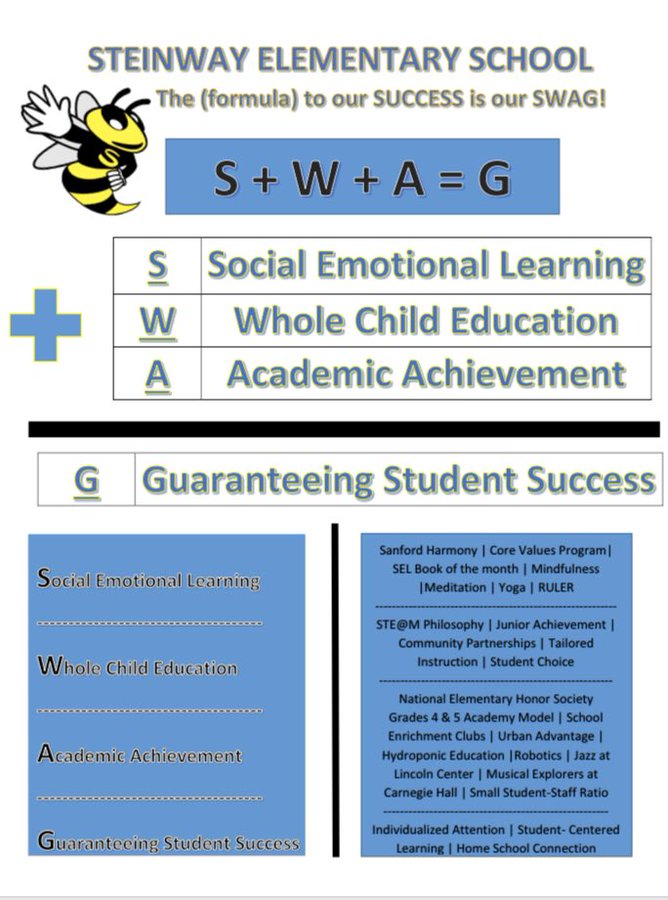 STEINWAY ELEMENTARY SCHOOL
The (formula) to our SUCCESS is our SWAG!
S
S + W + A = G
S Social Emotional Learning
W Whole Child Education
A Academic Achievement
G Guaranteeing Student Success
Social Emotional Learning
Whole Child Education
Academic Achievement
Guaranteeing Student Success
Sanford Harmony | Core Values Program|
SEL Book of the month | Mindfulness
|Meditation | Yoga | RULER
STE@M Philosophy | Junior Achievement |
Community Partnerships | Tailored
Instruction | Student Choice
National Elementary Honor Society
Grades 4 & 5 Academy Model | School
Enrichment Clubs | Urban Advantage |
Hydroponic Education |Robotics | Jazz at
Lincoln Center | Musical Explorers at
Carnegie Hall | Small Student-Staff Ratio
Individualized Attention | Student- Centered
Learning | Home School Connection